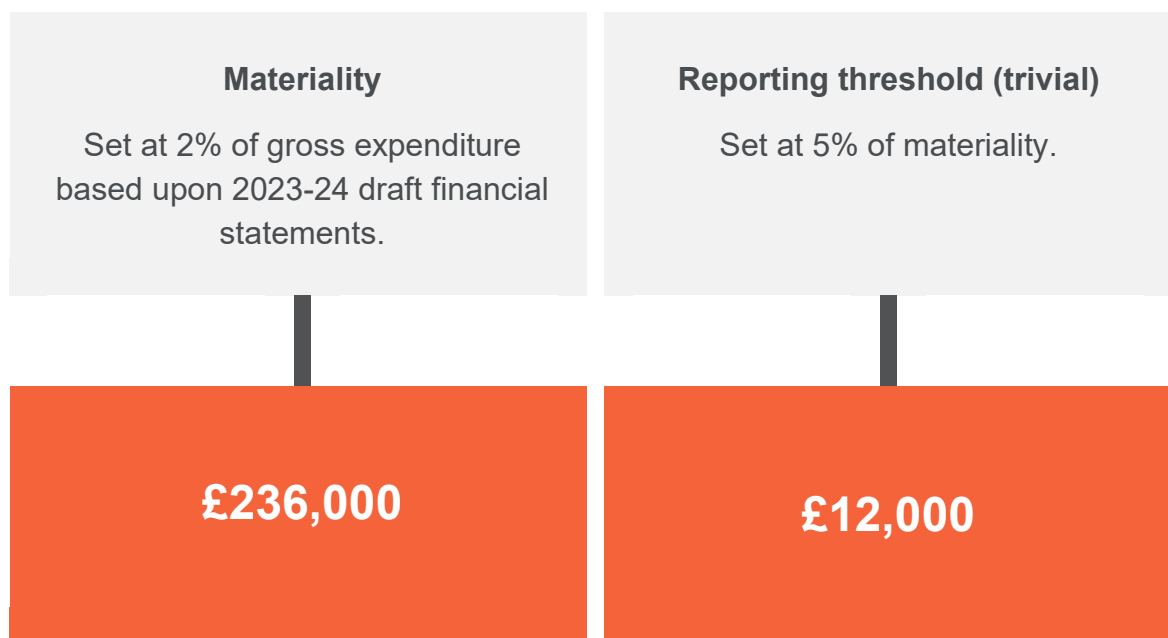 Materiality
Set at 2% of gross expenditure
based upon 2023-24 draft financial
statements.
£236,000
Reporting threshold (trivial)
Set at 5% of materiality.
£12,000